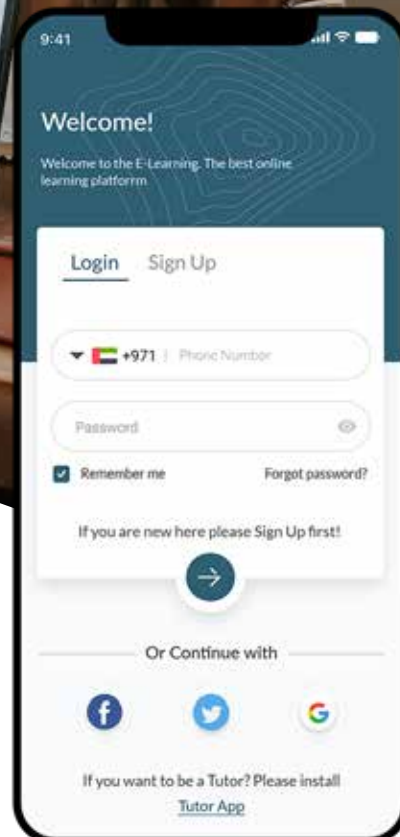 9:41
Welcome!
Welcome to the E-Learning. The best online
learning platforrm
Login Sign Up
+971 | Phone Number
Password
Remember me Forgot password?
If you are new here please Sign Up first!
Or Continue with
If you want to be a Tutor? Please install
Tutor App